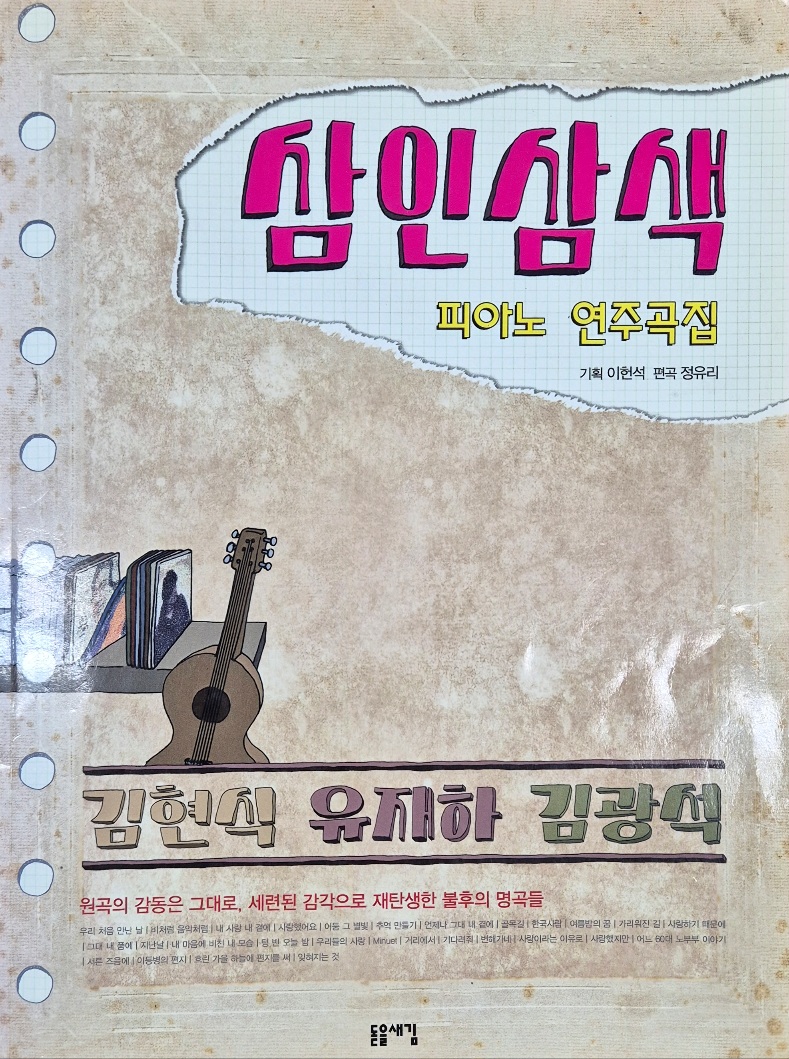 삼인삼색
피아노 연주곡집
기획 이헌석 편곡 정유리
김현식 유재하 김광석
원곡의 감동은 그대로, 세련된 감각으로 재탄생한 불후의 명곡들
우리 처음 만난 날 | 비처럼 음악처럼 | 내 사랑 내 곁에 | 사랑했어요 | 어둠 그 별빛 | 추억 만들기 | 언제나 그대 내 곁에 | 골목길 | 한국사람 | 여름밤의 꿈 | 가리워진 길 | 사랑하기 때문에
| 그대 내 품에 | 지난날 | 내 마음에 비친 내 모습 | 텅 빈 오늘 밤 | 우리들의 사랑 | Minuet | 거리에서 | 기다려줘 | 변해가네 | 사랑이라는 이유로 | 사랑했지만 | 어느 60대 노부부 이야기
| 서른 즈음에 | 이등병의 편지 | 흐린 가을 하늘에 편지를 써 | 잊혀지는 것
돋을새김